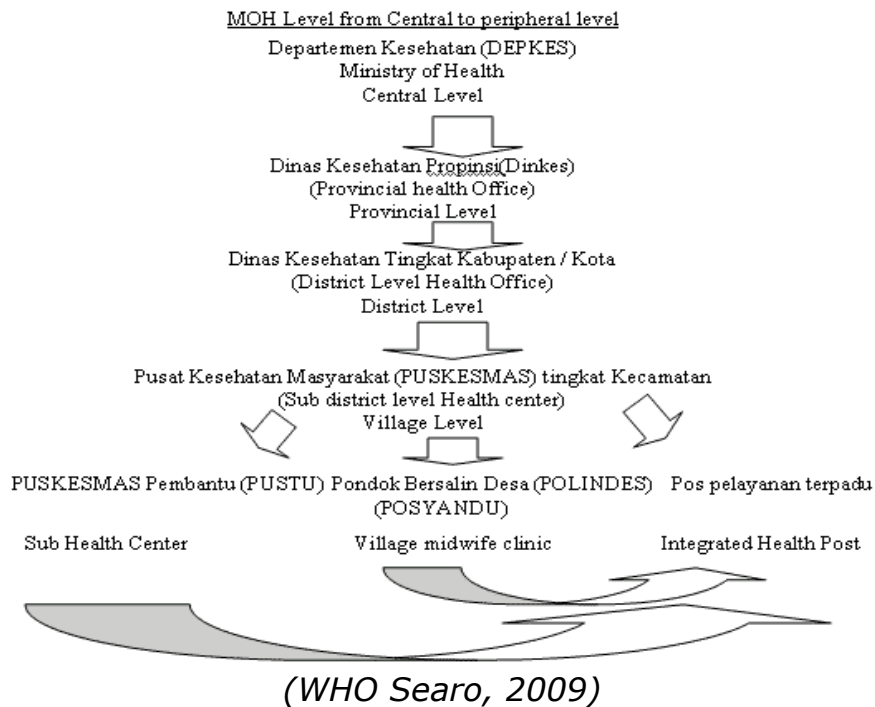 MOH Level from Central to peripheral level
Departemen Kesehatan (DEPKES)
Ministry of Health
Central Level
Dinas Kesehatan Propinsi(Dinkes)
(Provincial health Office)
Provincial Level
Dinas Kesehatan Tingkat Kabupaten / Kota
(District Level Health Office)
District Level
Pusat Kesehatan Masyarakat (PUSKESMAS) tingkat Kecamatan
(Sub district level Health center)
Village Level
PUSKESMAS Pembantu (PUSTU) Pondok Bersalin Desa (POLINDES) Pos pelayanan terpadu
(POSYANDU)
Sub Health Center Village midwife clinic Integrated Health Post
(WHO Searo, 2009)